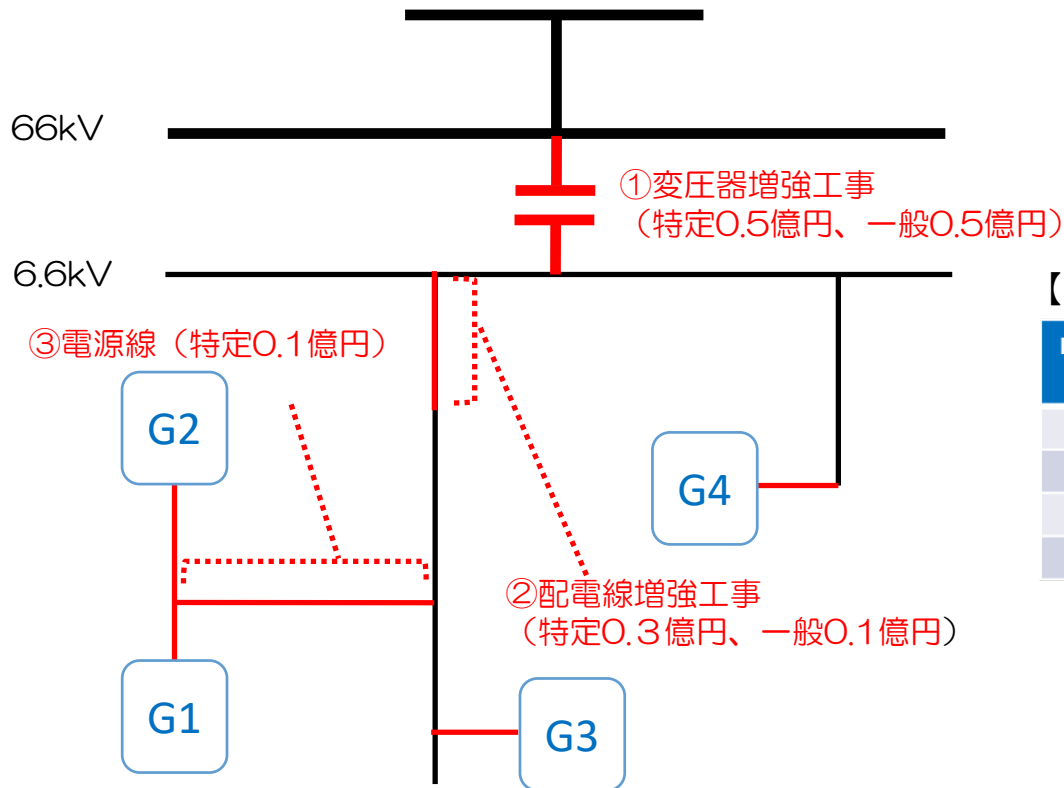 66kV
①変圧器増強工事
（特定0.5億円、一般0.5億円）
6.6kV
【
③電源線（特定0.1億円）
G2
G4
②配電線増強工事
（特定0.3億円、一般0.1億円）
G1
G3